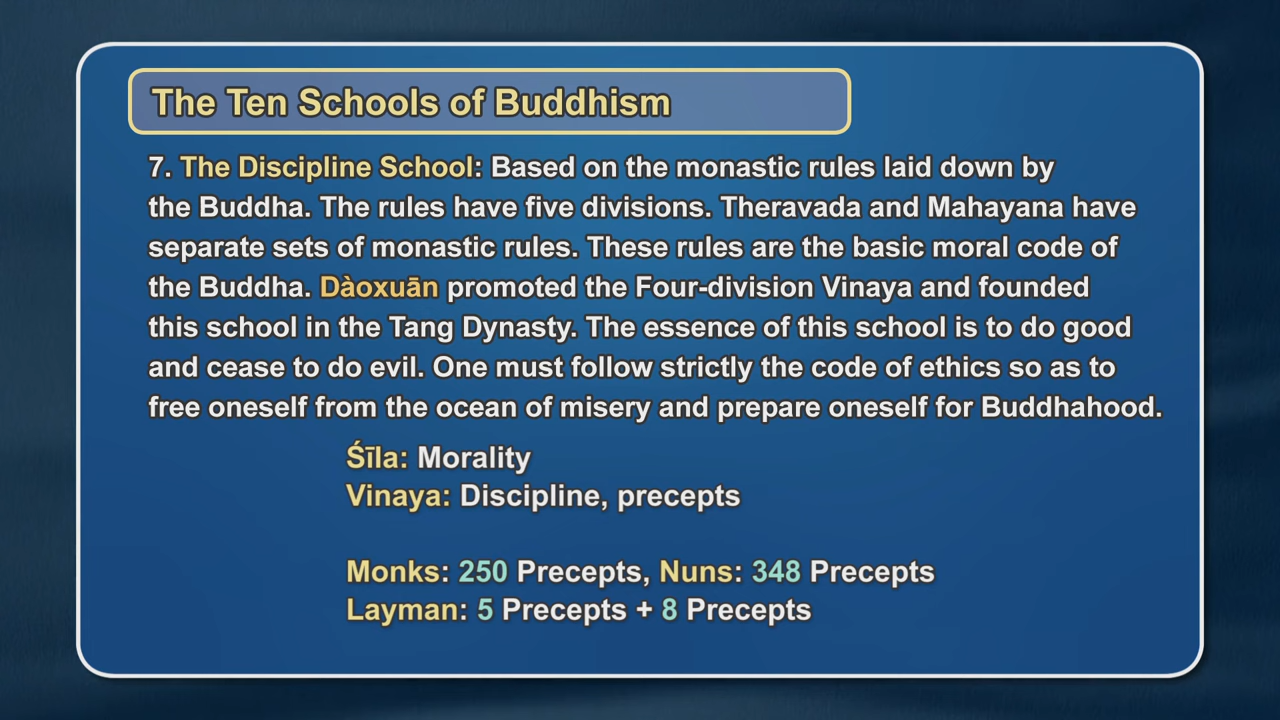 The Ten Schools of Buddhism
7. The Discipline School: Based on the monastic rules laid down by
the Buddha. The rules have five divisions. Theravada and Mahayana have
separate sets of monastic rules. These rules are the basic moral code of
the Buddha. Dàoxuān promoted the Four-division Vinaya and founded
this school in the Tang Dynasty. The essence of this school is to do good
and cease to do evil. One must follow strictly the code of ethics so as to
free oneself from the ocean of misery and prepare oneself for Buddhahood.
Śīla: Morality
Vinaya: Discipline, precepts
Monks: 250 Precepts, Nuns: 348 Precepts
Layman: 5 Precepts + 8 Precepts